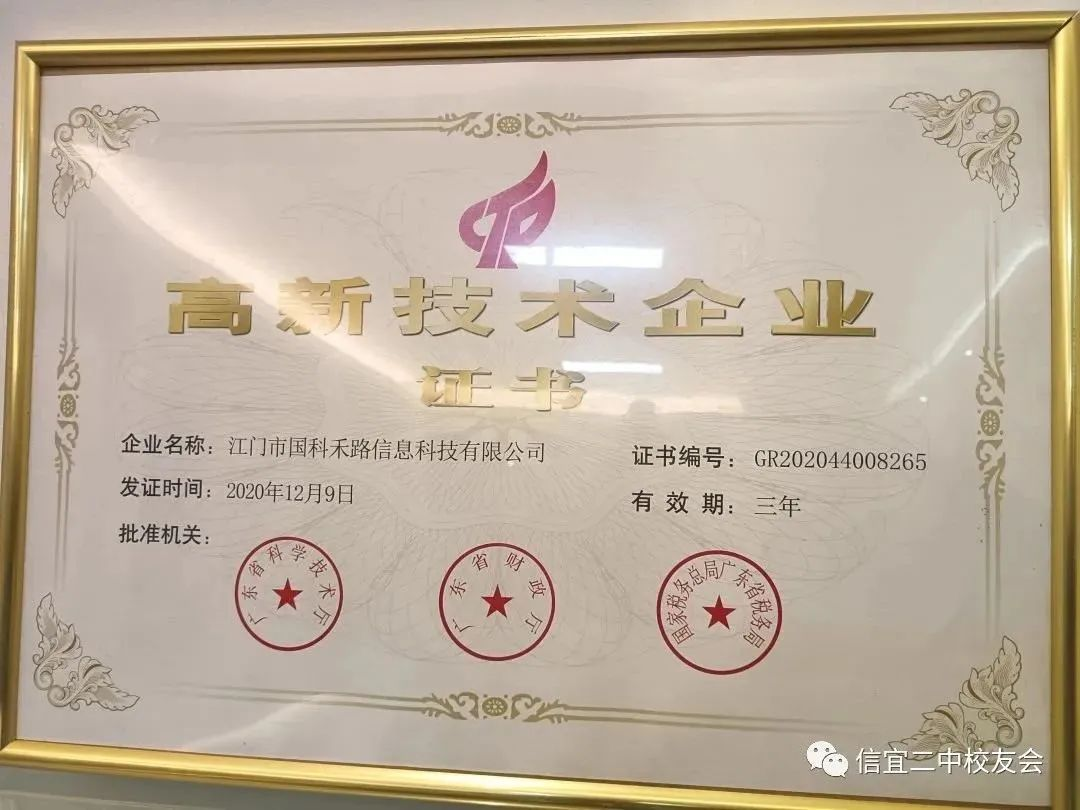 高新技术企业
证书
企业名称：江门市国科禾路信息科技有限公司
证书编号：GR202044008265
发证时间：2020年12月9日
有效期：三年
批准机关：
广东省科学技术厅
广东省财政厅
国家税务总局广东省税务局
信宜二中校友会